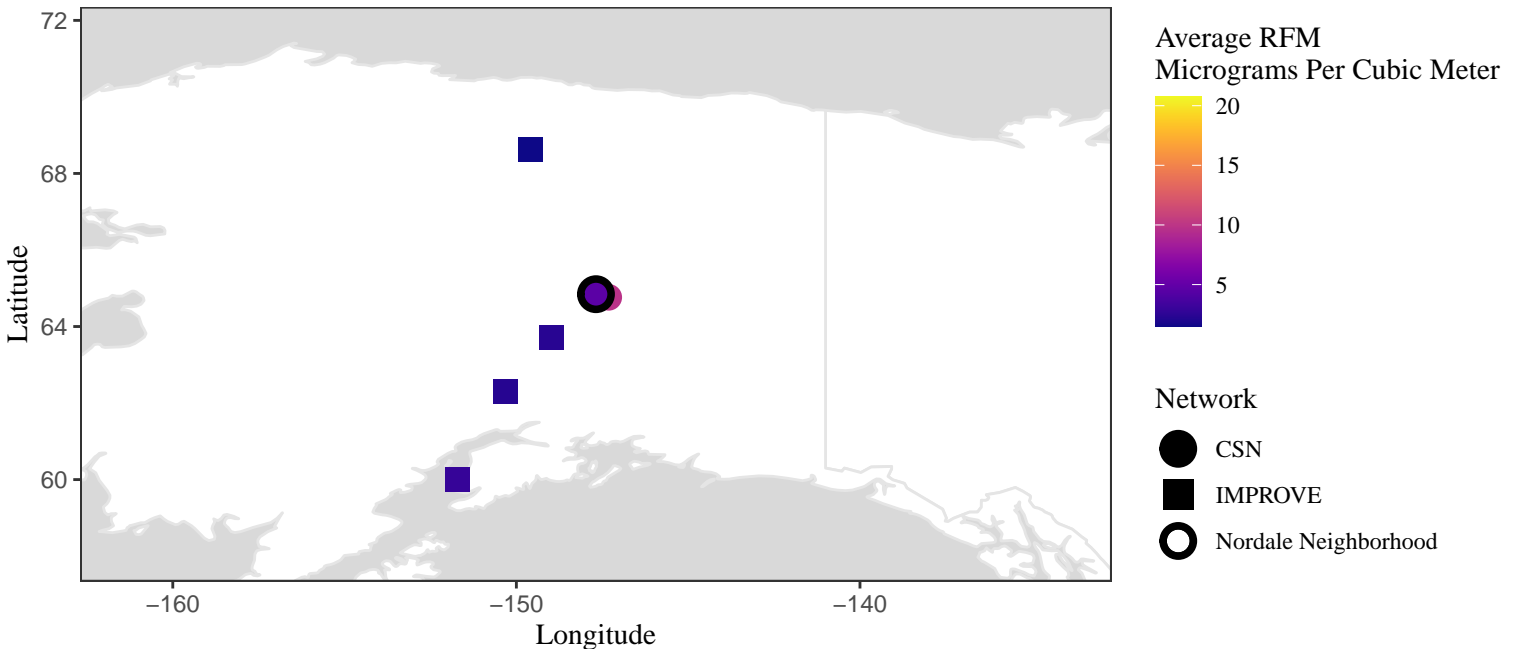 72
68
64
60
Latitude
−160
−150
−140
Longitude
Average RFM
Micrograms Per Cubic Meter
20
15
10
5
Network
CSN
IMPROVE
Nordale Neighborhood